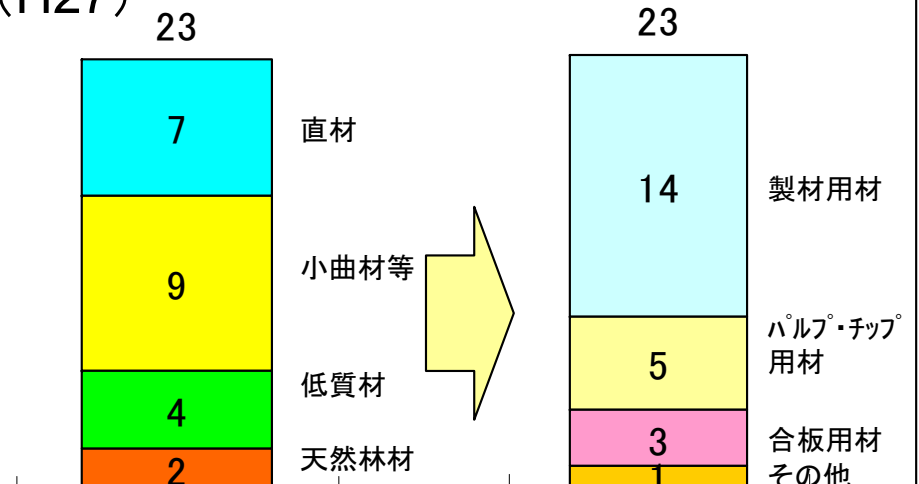 (H27)
23
7
直材
9
小曲材等
4
低質材
2
天然林材
23
14
製材用材
5
ﾊﾟﾙﾌﾟ・ﾁｯﾌﾟ
用材
3
合板用材
1
その他